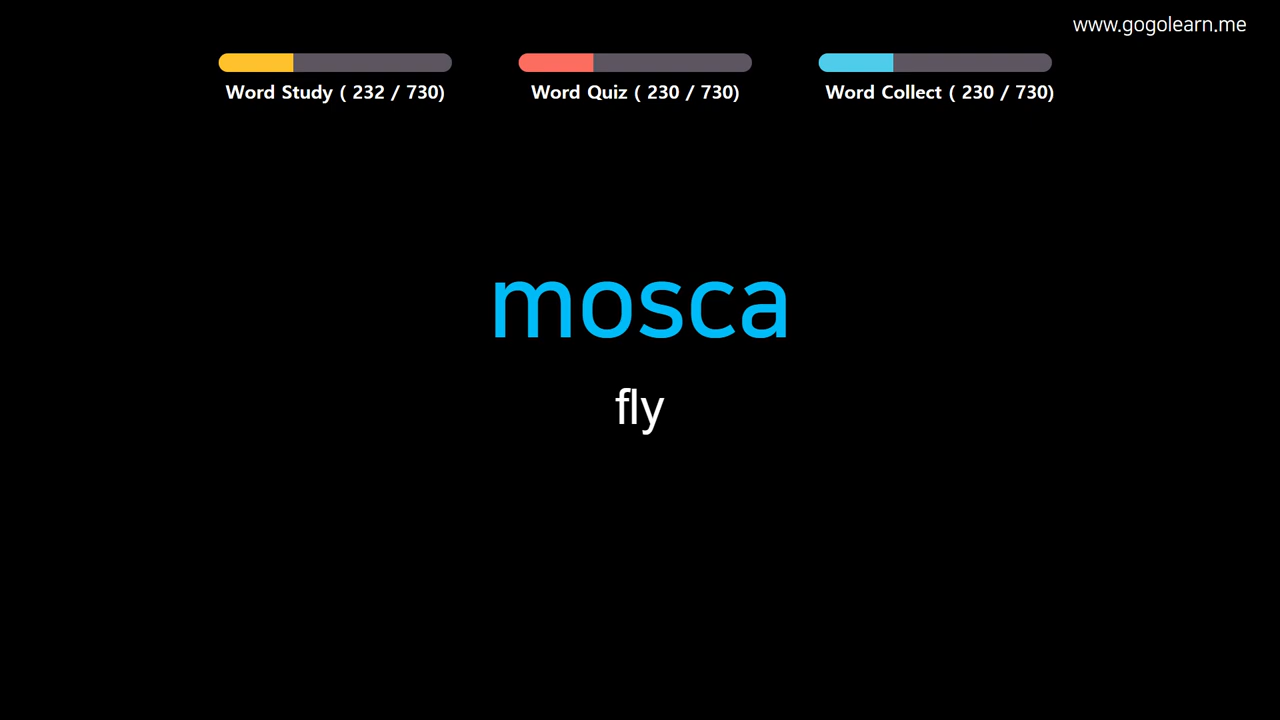 www.gogolearn.me
Word Study ( 232 / 730)
Word Quiz ( 230 / 730)
Word Collect ( 230 / 730)
mosca
fly